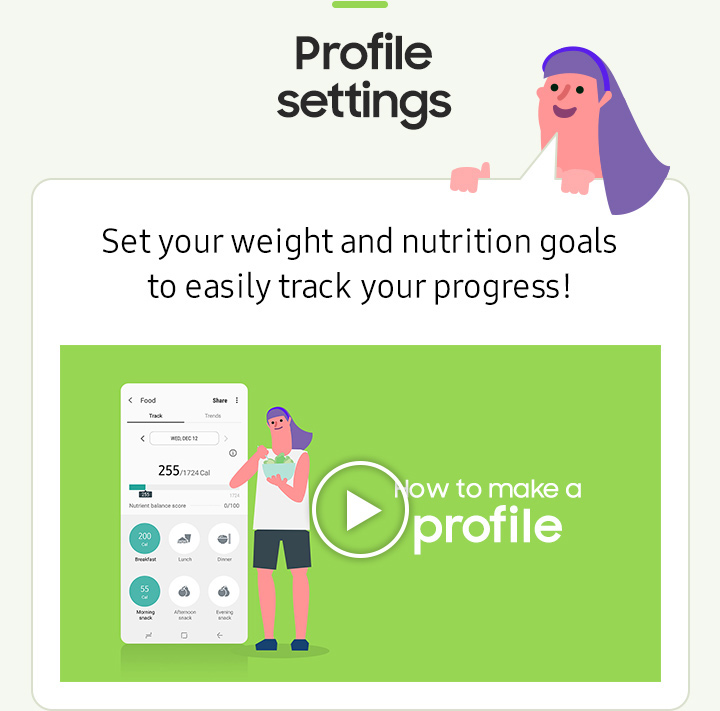 Profile
settings
Set your weight and nutrition goals
to easily track your progress!
Food
Share
Track
Trends
WED, DEC 12
255/1724 Cal
255
1724
Nutrient balance score
0/100
200
Cal
Breakfast
Lunch
Dinner
55
Cal
Morning
snack
Afternoon
snack
Evening
snack
How to make a
profile